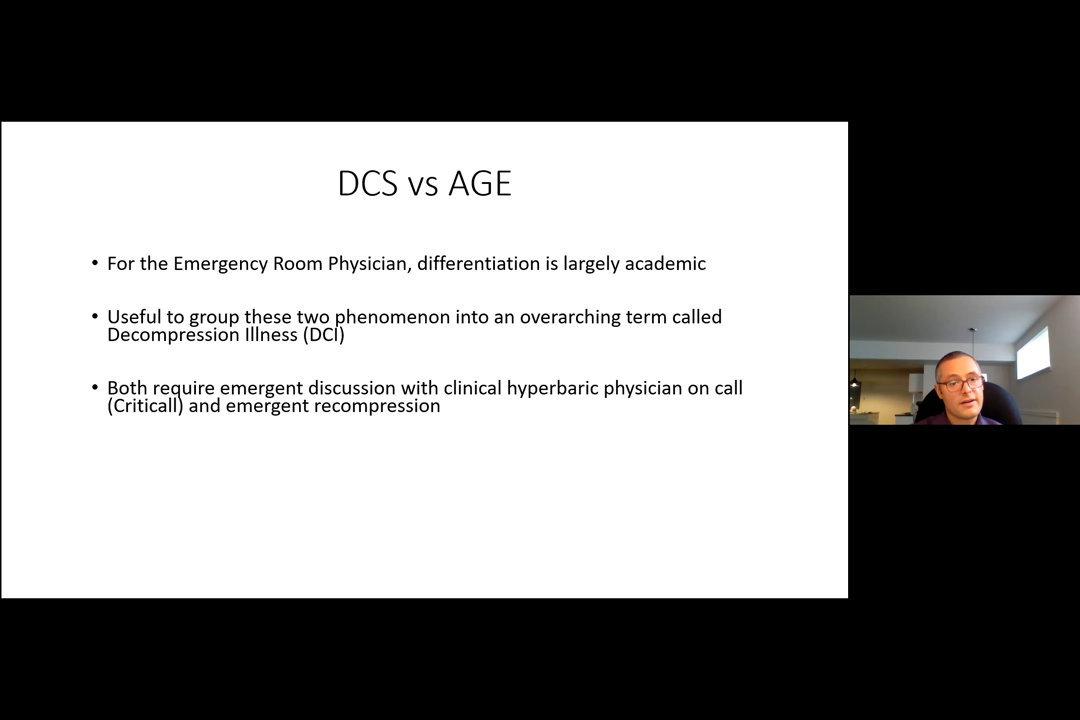 DCS vs AGE
• For the Emergency Room Physician, differentiation is largely academic
• Useful to group these two phenomenon into an overarching term called
Decompression Illness (DCI)
• Both require emergent discussion with clinical hyperbaric physician on call
(Criticall) and emergent recompression